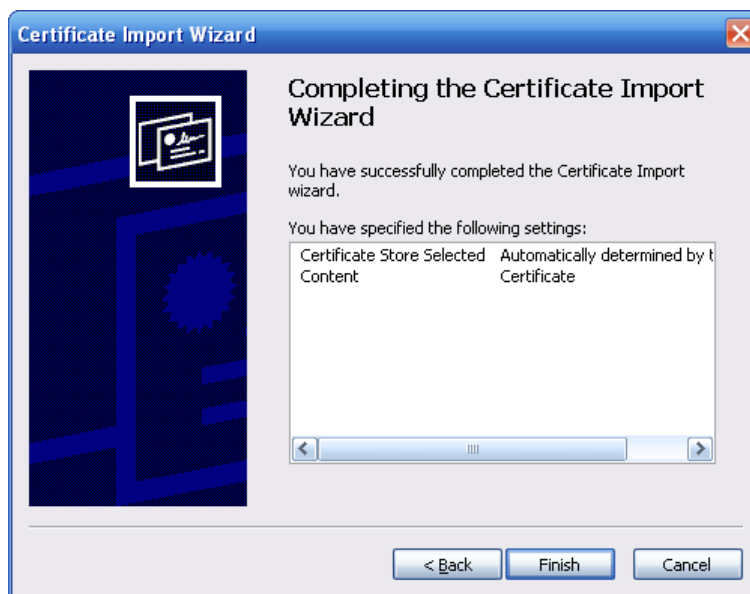 Certificate Import Wizard
Completing the Certificate Import
Wizard
You have successfully completed the Certificate Import
wizard.
You have specified the following settings:
Certificate Store Selected Automatically determined by t
Content Certificate
< Back Finish Cancel